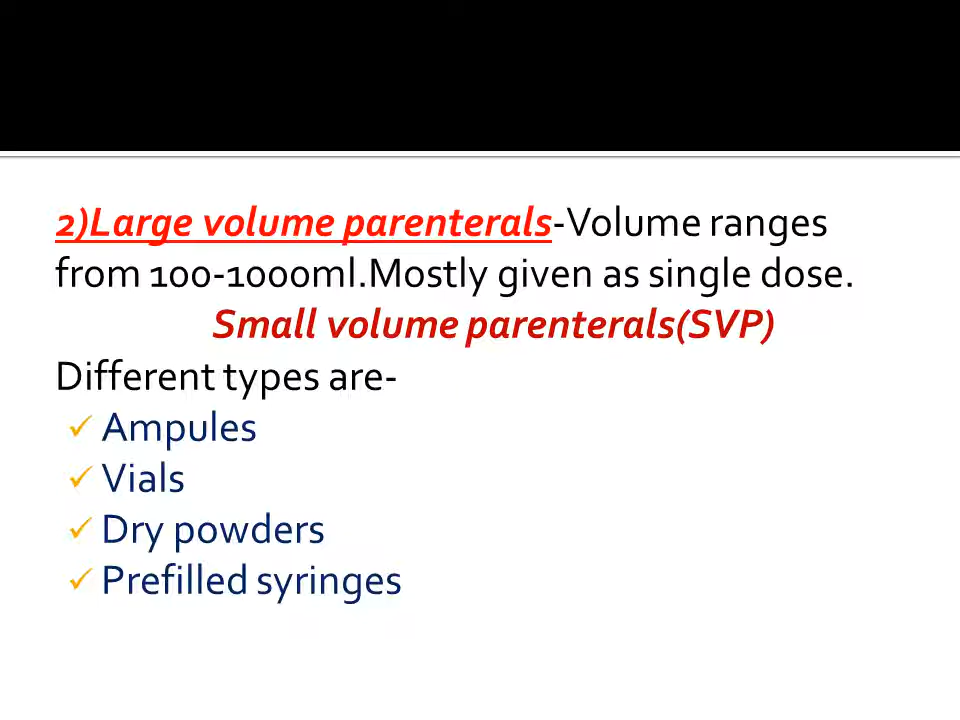 2)Large volume parenterals-Volume ranges
from 100-1000ml.Mostly given as single dose.
Small volume parenterals(SVP)
Different types are-
✓ Ampules
✓ Vials
✓ Dry powders
✓ Prefilled syringes